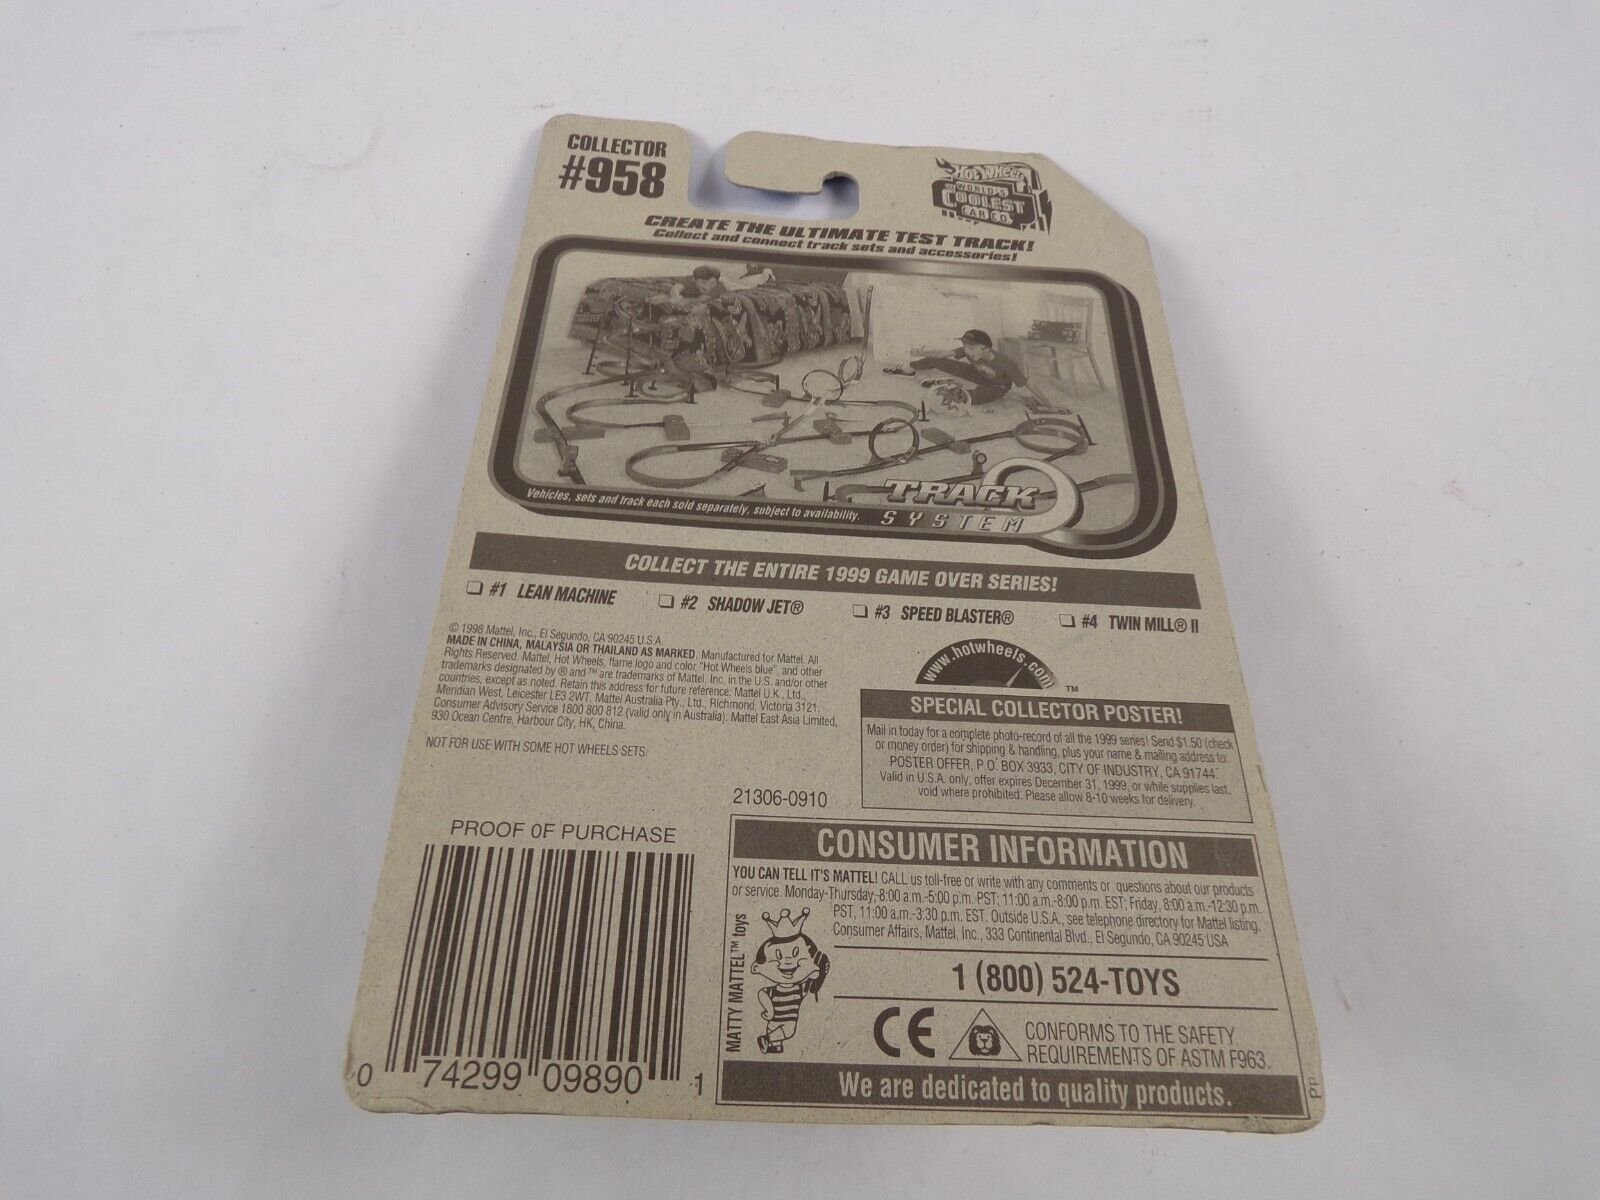 COLLECTOR
#958
Hot Wheels
WORLD'S
COOLEST
CAR CO.
CREATE THE ULTIMATE TEST TRACK!
Collect and connect track sets and accessories!
Vehicles, sets and track each sold separately, subject to availability.
TRACK
SYSTEM
COLLECT THE ENTIRE 1999 GAME OVER SERIES!
#1 LEAN MACHINE
#2 SHADOW JET®
#3 SPEED BLASTER®
#4 TWIN MILL® II
© 1998 Mattel, Inc., El Segundo, CA 90245 U.S.A.
MADE IN CHINA, MALAYSIA OR THAILAND AS MARKED. Manufactured for Mattel. All
Rights Reserved. Mattel, Hot Wheels, flame logo and color "Hot Wheels blue", and other
trademarks designated by ® and ™ are trademarks of Mattel, Inc. in the U.S. and/or other
countries, except as noted. Retain this address for future reference: Mattel U.K., Ltd.,
Meridian West, Leicester LE3 2WT. Mattel Australia Pty., Ltd., Richmond, Victoria 3121.
Consumer Advisory Service 1800 800 812 (valid only in Australia). Mattel East Asia Limited,
930 Ocean Centre, Harbour City, HK, China.
NOT FOR USE WITH SOME HOT WHEELS SETS.
www.hotwheels.com
™
SPECIAL COLLECTOR POSTER!
Mail in today for a complete photo-record of all the 1999 series! Send $1.50 (check
or money order) for shipping & handling, plus your name & mailing address to:
POSTER OFFER, P.O. BOX 3933, CITY OF INDUSTRY, CA 91744.
Valid in U.S.A. only, offer expires December 31, 1999, or while supplies last,
void where prohibited. Please allow 8-10 weeks for delivery.
21306-0910
PROOF OF PURCHASE
0 74299 09890 1
CONSUMER INFORMATION
YOU CAN TELL IT'S MATTEL! CALL us toll-free or write with any comments or questions about our products
or service. Monday-Thursday, 8:00 a.m.-5:00 p.m. PST; 11:00 a.m.-8:00 p.m. EST; Friday, 8:00 a.m.-12:30 p.m.
PST, 11:00 a.m.-3:30 p.m. EST. Outside U.S.A., see telephone directory for Mattel listing.
Consumer Affairs, Mattel, Inc., 333 Continental Blvd., El Segundo, CA 90245 USA
MATTY MATTEL™ toys
1 (800) 524-TOYS
CE
CONFORMS TO THE SAFETY
REQUIREMENTS OF ASTM F963.
We are dedicated to quality products.
PP